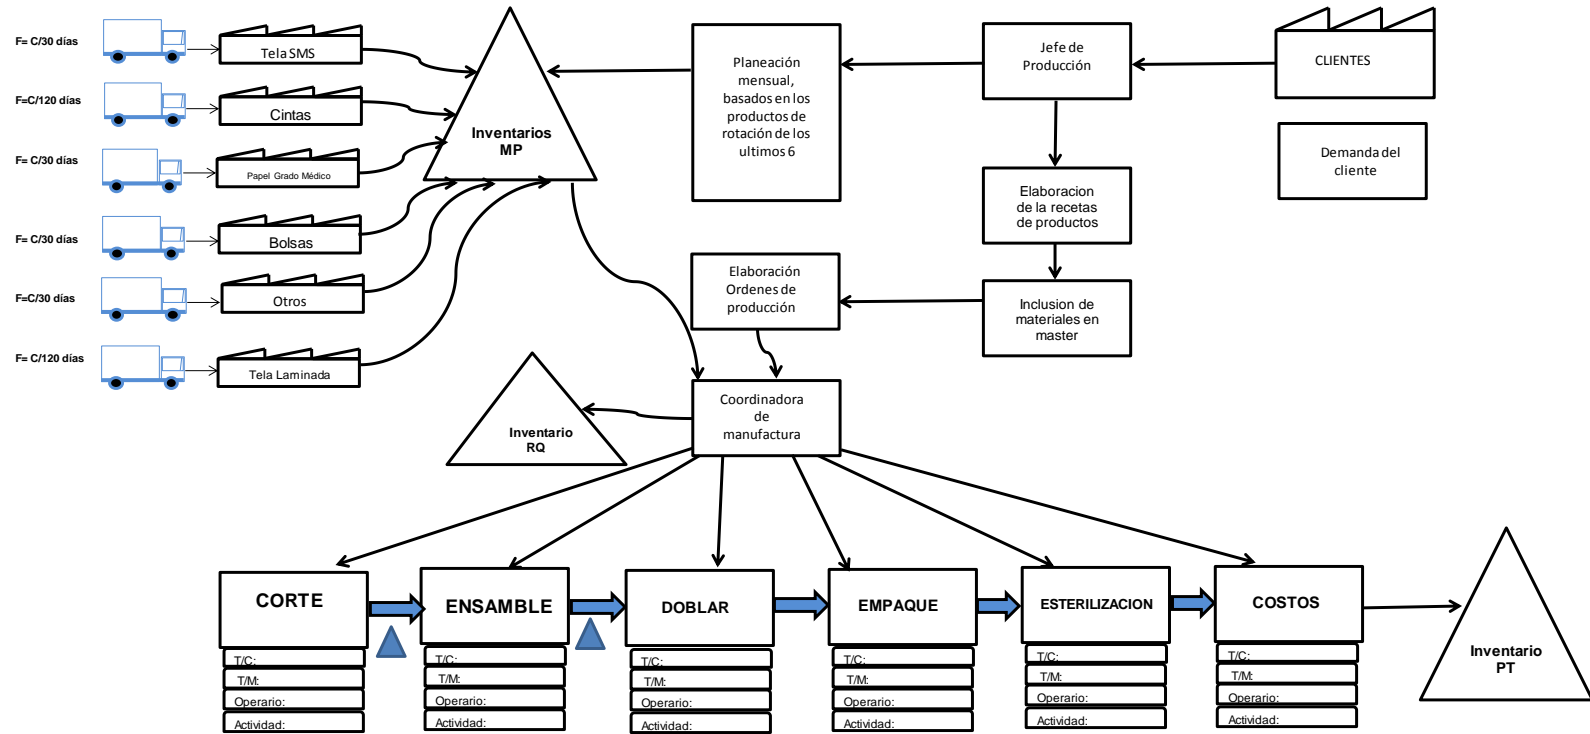 F= C/30 días
Tela SMS
F=C/120 días
Cintas
F= C/30 días
Papel Grado Médico
F= C/30 días
Bolsas
F=C/30 días
Otros
F= C/120 días
Tela Laminada
Inventarios
MP
Planeación
mensual,
basados en los
productos de
rotación de los
ultimos 6
Jefe de
Producción
CLIENTES
Demanda del
cliente
Elaboracion
de la recetas
de productos
Inclusion de
materiales en
master
Elaboración
Ordenes de
producción
Coordinadora
de
manufactura
Inventario
RQ
CORTE
T/C:
T/M:
Operario:
Actividad:
ENSAMBLE
T/C:
T/M:
Operario:
Actividad:
DOBLAR
T/C:
T/M:
Operario:
Actividad:
EMPAQUE
T/C:
T/M:
Operario:
Actividad:
ESTERILIZACION
T/C:
T/M:
Operario:
Actividad:
COSTOS
T/C:
T/M:
Operario:
Actividad:
Inventario
PT